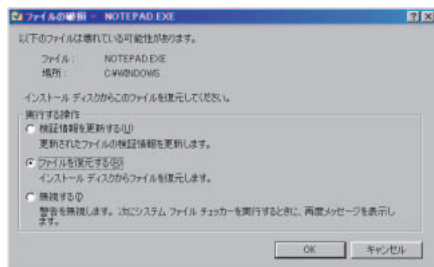 ファイルの破損 - NOTEPAD.EXE
以下のファイルは壊れている可能性があります。
ファイル： NOTEPAD.EXE
場所： C:¥WINDOWS
インストール ディスクからこのファイルを復元してください。
実行する操作
検証情報を更新する(U)
更新されたファイルの検証情報を更新します。
ファイルを復元する(R)
インストール ディスクからファイルを復元します。
無視する(I)
警告を無視します。次にシステム ファイル チェッカーを実行するときに、再度メッセージを表示し
ます。
OK キャンセル